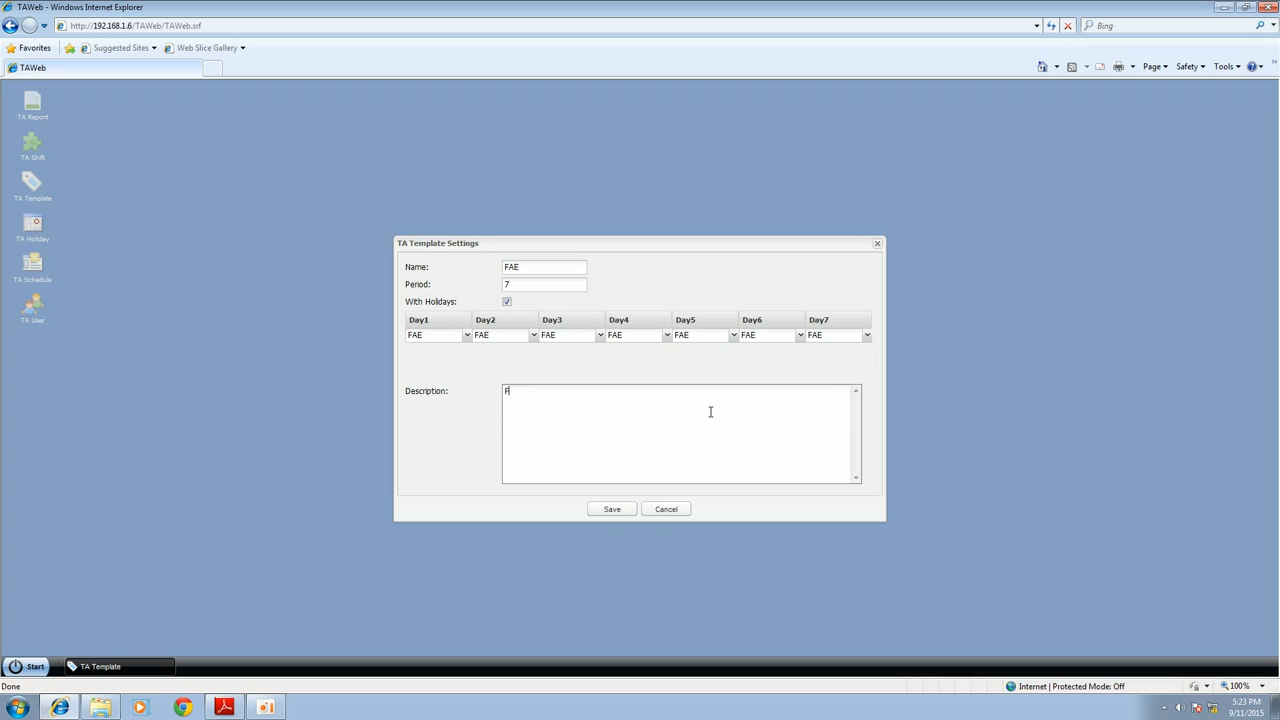 TAWeb - Windows Internet Explorer
http://192.168.1.6/TAWeb/TAWeb.srf
Bing
Favorites
Suggested Sites
Web Slice Gallery
TAWeb
Page
Safety
Tools
TA Report
TA Shift
TA Template
TA Holiday
TA Schedule
TA User
TA Template Settings
Name:
FAE
Period:
7
With Holidays:
Day1 Day2 Day3 Day4 Day5 Day6 Day7
FAE FAE FAE FAE FAE FAE FAE
Description:
F
Save
Cancel
Start
TA Template
Done
Internet | Protected Mode: Off
100%
5:23 PM
9/11/2015